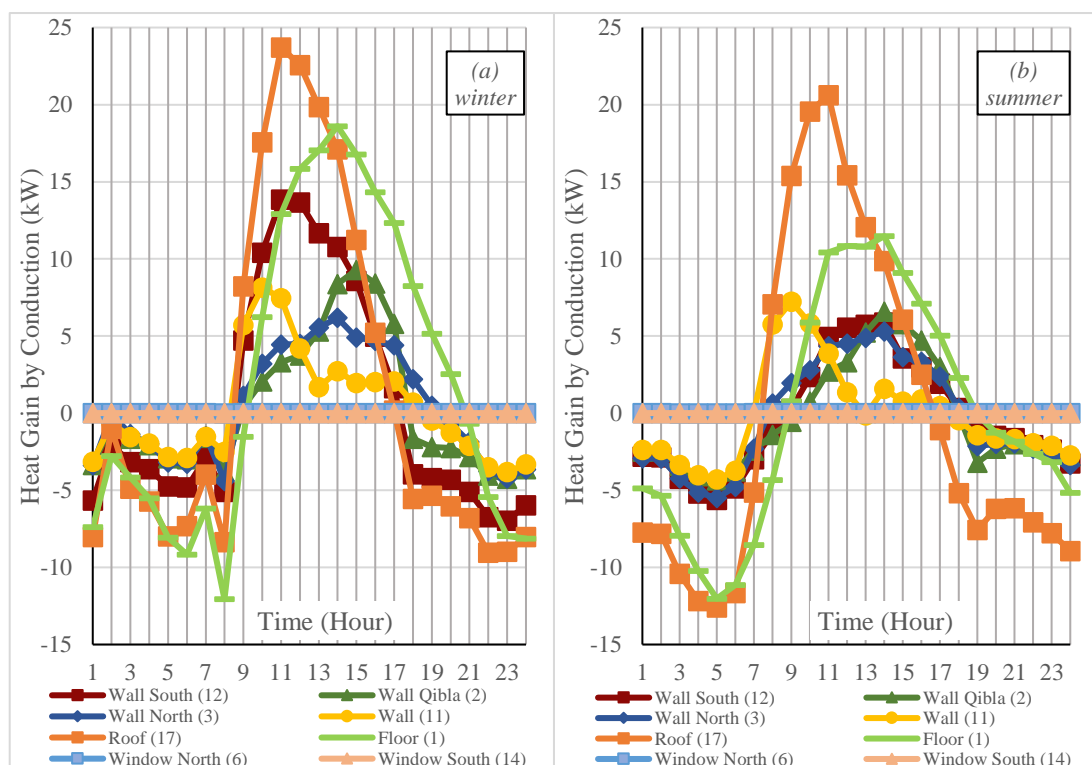 25
20
15
10
5
0
-5
-10
-15
Heat Gain by Conduction (kW)
(a)
winter
Time (Hour)
1 3 5 7 9 11 13 15 17 19 21 23
Wall South (12) Wall Qibla (2)
Wall North (3) Wall (11)
Roof (17) Floor (1)
Window North (6) Window South (14)
25
20
15
10
5
0
-5
-10
-15
Heat Gain by Conduction (kW)
(b)
summer
Time (Hour)
1 3 5 7 9 11 13 15 17 19 21 23
Wall South (12) Wall Qibla (2)
Wall North (3) Wall (11)
Roof (17) Floor (1)
Window North (6) Window South (14)